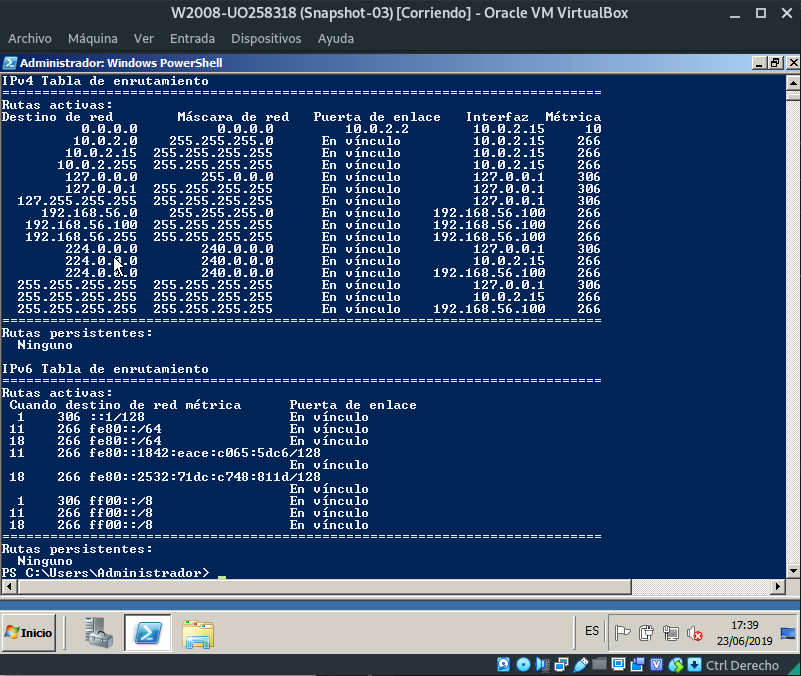 W2008-UO258318 (Snapshot-03) [Corriendo] - Oracle VM VirtualBox
Archivo Máquina Ver Entrada Dispositivos Ayuda
Administrador: Windows PowerShell
IPv4 Tabla de enrutamiento
===========================================================================
Rutas activas:
Destino de red Máscara de red Puerta de enlace Interfaz Métrica
0.0.0.0 0.0.0.0 10.0.2.2 10.0.2.15 10
10.0.2.0 255.255.255.0 En vínculo 10.0.2.15 266
10.0.2.15 255.255.255.255 En vínculo 10.0.2.15 266
10.0.2.255 255.255.255.255 En vínculo 10.0.2.15 266
127.0.0.0 255.0.0.0 En vínculo 127.0.0.1 306
127.0.0.1 255.255.255.255 En vínculo 127.0.0.1 306
127.255.255.255 255.255.255.255 En vínculo 127.0.0.1 306
192.168.56.0 255.255.255.0 En vínculo 192.168.56.100 266
192.168.56.100 255.255.255.255 En vínculo 192.168.56.100 266
192.168.56.255 255.255.255.255 En vínculo 192.168.56.100 266
224.0.0.0 240.0.0.0 En vínculo 127.0.0.1 306
224.0.0.0 240.0.0.0 En vínculo 10.0.2.15 266
224.0.0.0 240.0.0.0 En vínculo 192.168.56.100 266
255.255.255.255 255.255.255.255 En vínculo 127.0.0.1 306
255.255.255.255 255.255.255.255 En vínculo 10.0.2.15 266
255.255.255.255 255.255.255.255 En vínculo 192.168.56.100 266
===========================================================================
Rutas persistentes:
Ninguno
IPv6 Tabla de enrutamiento
===========================================================================
Rutas activas:
Cuando destino de red métrica Puerta de enlace
1 306 ::1/128 En vínculo
11 266 fe80::/64 En vínculo
18 266 fe80::/64 En vínculo
11 266 fe80::1842:eace:c065:5dc6/128
En vínculo
18 266 fe80::2532:71dc:c748:811d/128
En vínculo
1 306 ff00::/8 En vínculo
11 266 ff00::/8 En vínculo
18 266 ff00::/8 En vínculo
===========================================================================
Rutas persistentes:
Ninguno
PS C:\Users\Administrador> _
Inicio ES 17:39
23/06/2019
Ctrl Derecho